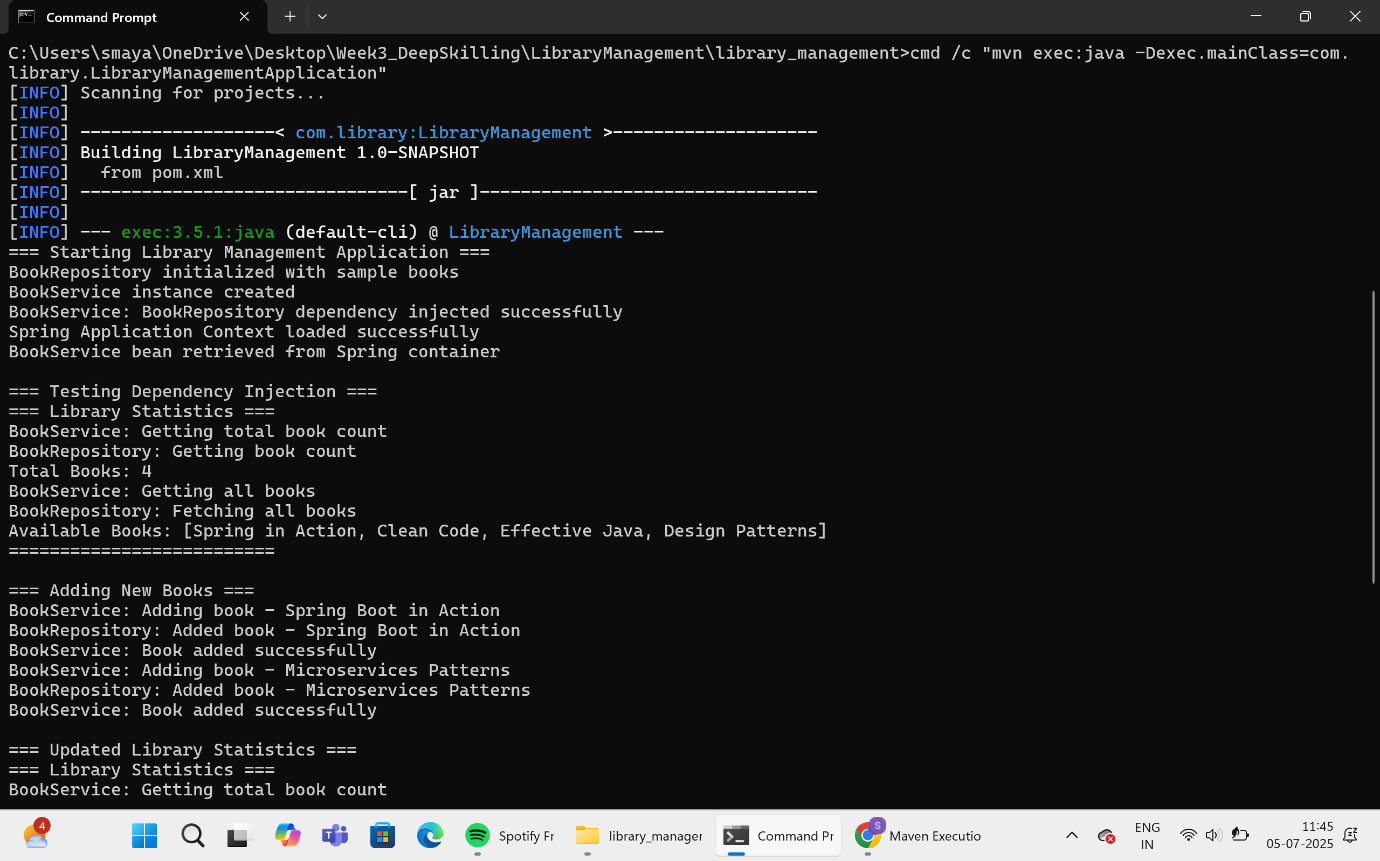 Command Prompt
C:\Users\smaya\OneDrive\Desktop\Week3_DeepSkilling\LibraryManagement\library_management>cmd /c "mvn exec:java -Dexec.mainClass=com.
library.LibraryManagementApplication"
[INFO] Scanning for projects...
[INFO]
[INFO] -------------------< com.library:LibraryManagement >--------------------
[INFO] Building LibraryManagement 1.0-SNAPSHOT
[INFO]   from pom.xml
[INFO] --------------------------------[ jar ]---------------------------------
[INFO]
[INFO] --- exec:3.5.1:java (default-cli) @ LibraryManagement ---
=== Starting Library Management Application ===
BookRepository initialized with sample books
BookService instance created
BookService: BookRepository dependency injected successfully
Spring Application Context loaded successfully
BookService bean retrieved from Spring container
=== Testing Dependency Injection ===
=== Library Statistics ===
BookService: Getting total book count
BookRepository: Getting book count
Total Books: 4
BookService: Getting all books
BookRepository: Fetching all books
Available Books: [Spring in Action, Clean Code, Effective Java, Design Patterns]
==========================
=== Adding New Books ===
BookService: Adding book - Spring Boot in Action
BookRepository: Added book - Spring Boot in Action
BookService: Book added successfully
BookService: Adding book - Microservices Patterns
BookRepository: Added book - Microservices Patterns
BookService: Book added successfully
=== Updated Library Statistics ===
=== Library Statistics ===
BookService: Getting total book count
4
Spotify Fr
library_manager
Command Pr
S
Maven Executio
ENG
IN
11:45
05-07-2025